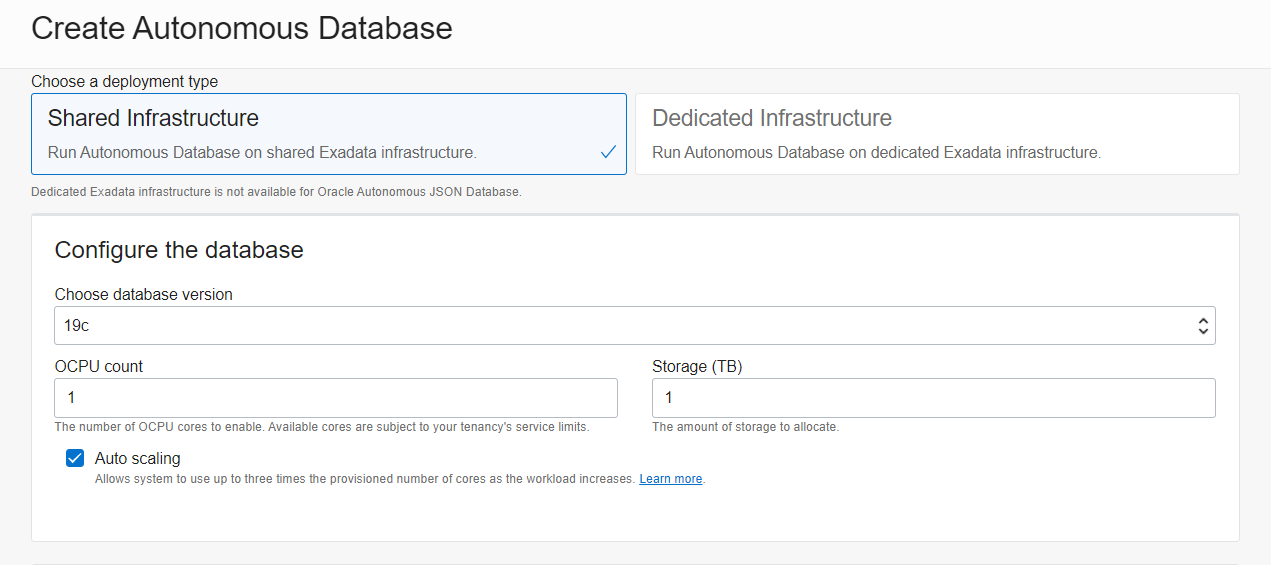 Create Autonomous Database
Choose a deployment type
Shared Infrastructure
Run Autonomous Database on shared Exadata infrastructure.
Dedicated Infrastructure
Run Autonomous Database on dedicated Exadata infrastructure.
Dedicated Exadata infrastructure is not available for Oracle Autonomous JSON Database.
Configure the database
Choose database version
19c
OCPU count
1
The number of OCPU cores to enable. Available cores are subject to your tenancy's service limits.
Storage (TB)
1
The amount of storage to allocate.
Auto scaling
Allows system to use up to three times the provisioned number of cores as the workload increases. Learn more.